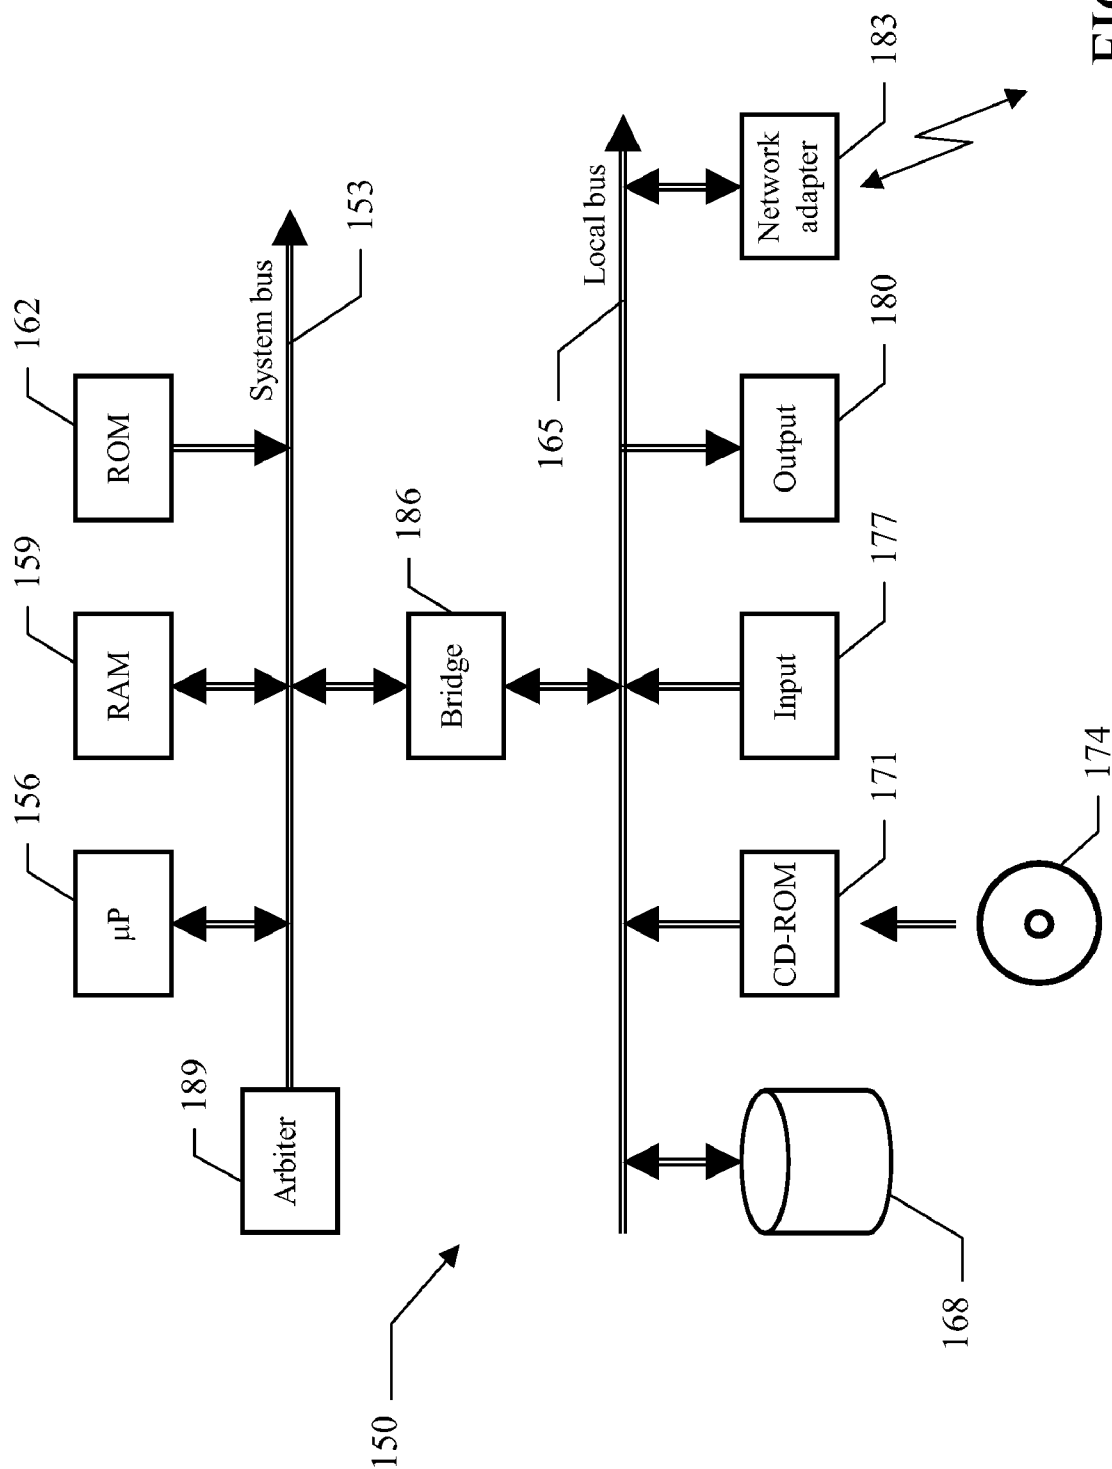 150
189
Arbiter
156
μP
159
RAM
162
ROM
System bus
153
186
Bridge
165
Local bus
168
171
CD-ROM
174
177
Input
180
Output
183
Network
adapter